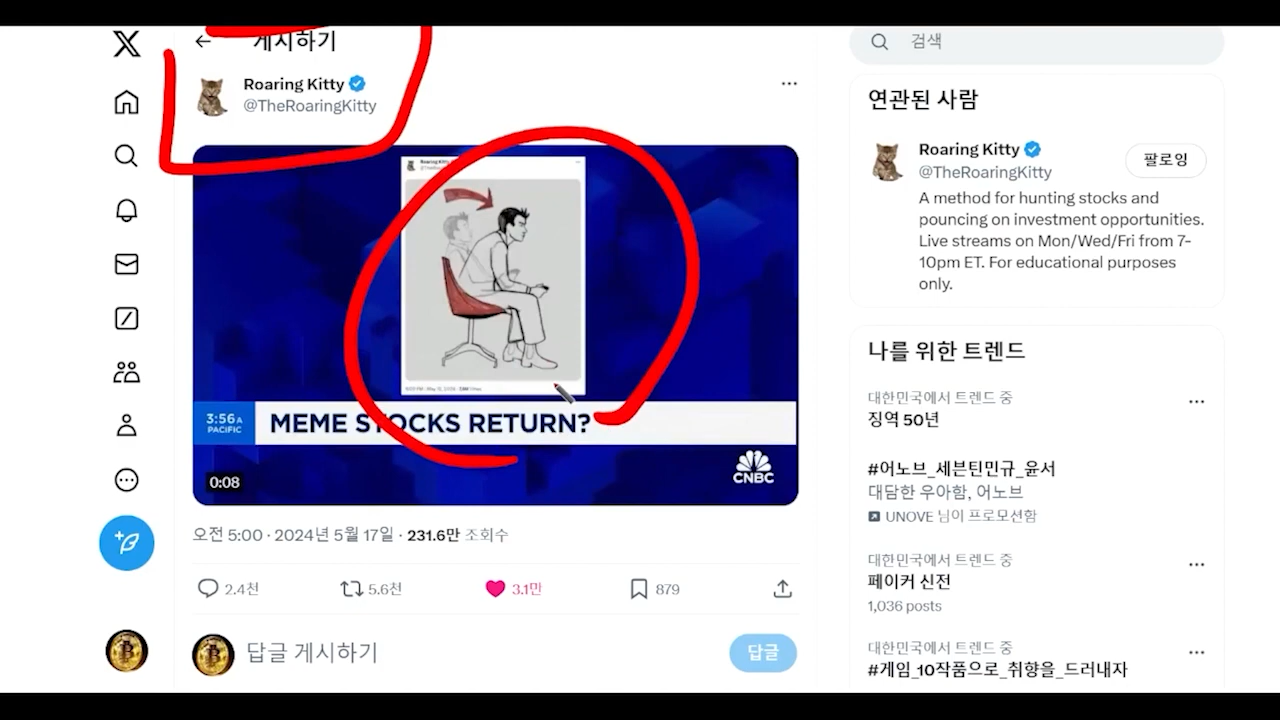 게시하기
Roaring Kitty
@TheRoaringKitty
Roaring Kitty
3:56A
PACIFIC
MEME STOCKS RETURN?
0:08
CNBC
오전 5:00 · 2024년 5월 17일 · 231.6만 조회수
2.4천
5.6천
3.1만
879
답글 게시하기
답글
검색
연관된 사람
Roaring Kitty
@TheRoaringKitty
팔로잉
A method for hunting stocks and
pouncing on investment opportunities.
Live streams on Mon/Wed/Fri from 7-
10pm ET. For educational purposes
only.
나를 위한 트렌드
대한민국에서 트렌드 중
징역 50년
#어노브_세븐틴민규_윤서
대담한 우아함, 어노브
UNOVE 님이 프로모션함
대한민국에서 트렌드 중
페이커 신전
1,036 posts
대한민국에서 트렌드 중
#게임_10작품으로_취향을_드러내자